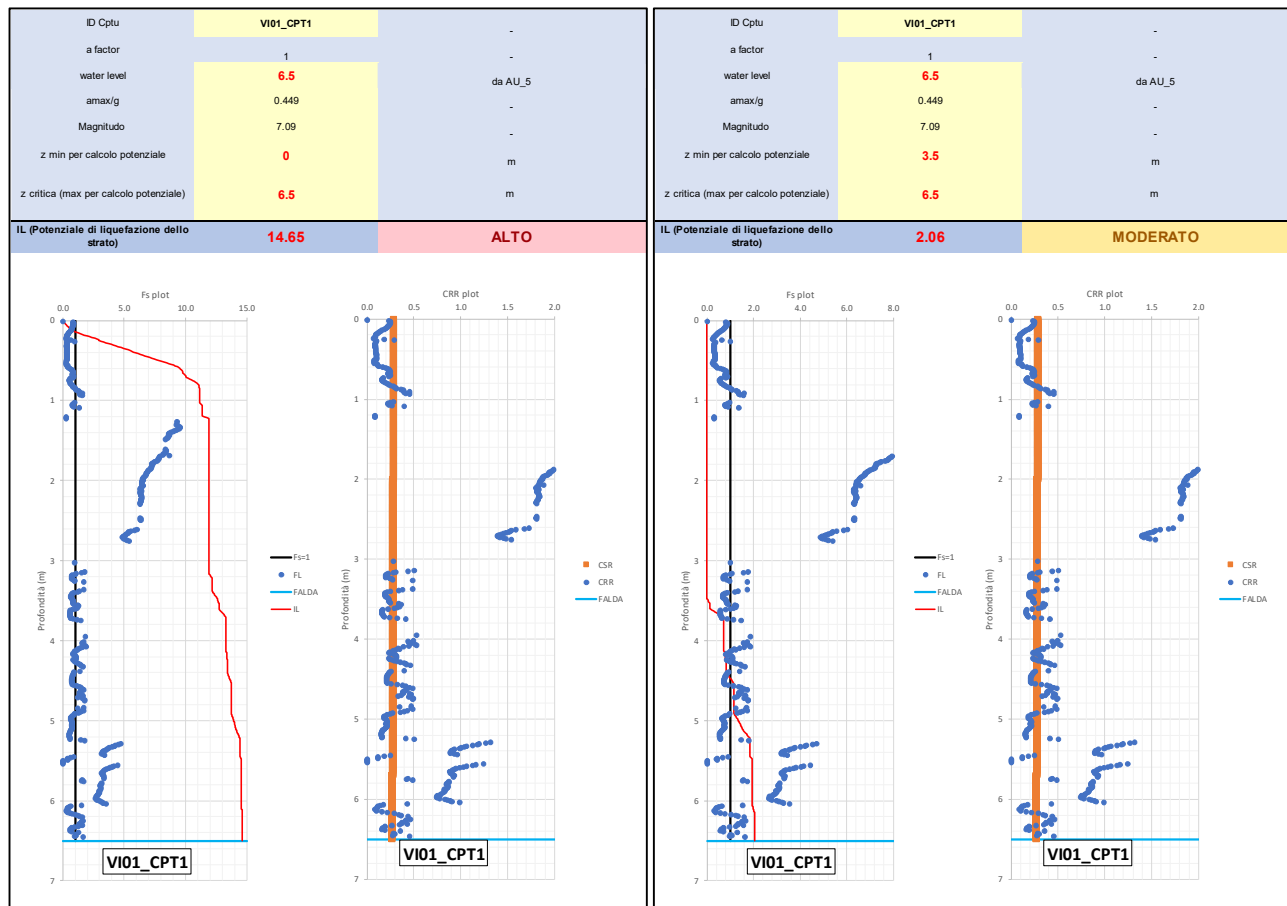 ID Cptu VI01_CPT1 -
a factor 1 -
water level 6.5 da AU_5
amax/g 0.449 -
Magnitudo 7.09 -
z min per calcolo potenziale 0 m
z critica (max per calcolo potenziale) 6.5 m
IL (Potenziale di liquefazione dello strato) 14.65 ALTO
Fs plot
0.0 5.0 10.0 15.0
0
1
2
3
4
5
6
7
Profondità (m)
Fs=1
FL
FALDA
IL
VI01_CPT1
CRR plot
0.0 0.5 1.0 1.5 2.0
0
1
2
3
4
5
6
7
Profondità (m)
CSR
CRR
FALDA
VI01_CPT1
ID Cptu VI01_CPT1 -
a factor 1 -
water level 6.5 da AU_5
amax/g 0.449 -
Magnitudo 7.09 -
z min per calcolo potenziale 3.5 m
z critica (max per calcolo potenziale) 6.5 m
IL (Potenziale di liquefazione dello strato) 2.06 MODERATO
Fs plot
0.0 2.0 4.0 6.0 8.0
0
1
2
3
4
5
6
7
Profondità (m)
Fs=1
FL
FALDA
IL
VI01_CPT1
CRR plot
0.0 0.5 1.0 1.5 2.0
0
1
2
3
4
5
6
7
Profondità (m)
CSR
CRR
FALDA
VI01_CPT1